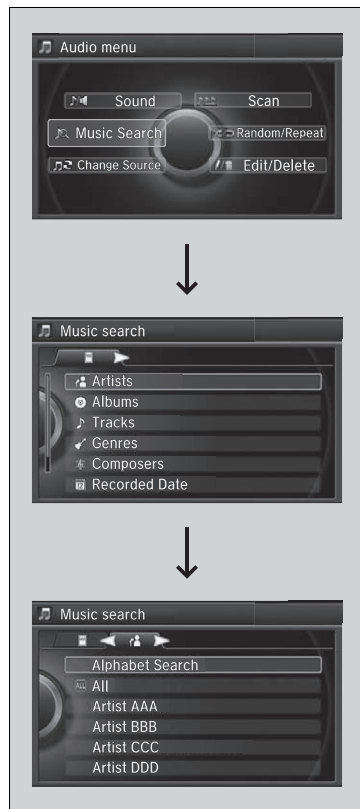 Audio menu
Sound
Scan
Music Search
Random/Repeat
Change Source
Edit/Delete
Music search
Artists
Albums
Tracks
Genres
Composers
Recorded Date
Music search
Alphabet Search
ALL All
Artist AAA
Artist BBB
Artist CCC
Artist DDD